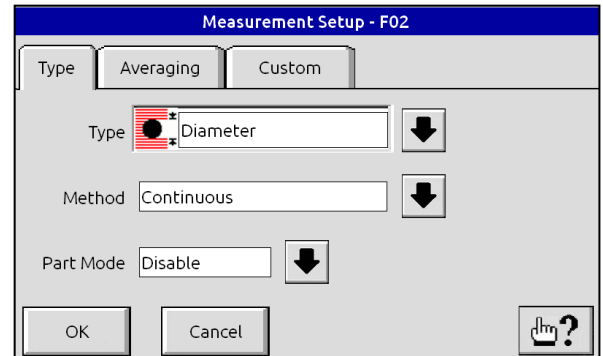 Measurement Setup - F02
Type Averaging Custom
Type Diameter
Method Continuous
Part Mode Disable
OK Cancel ?